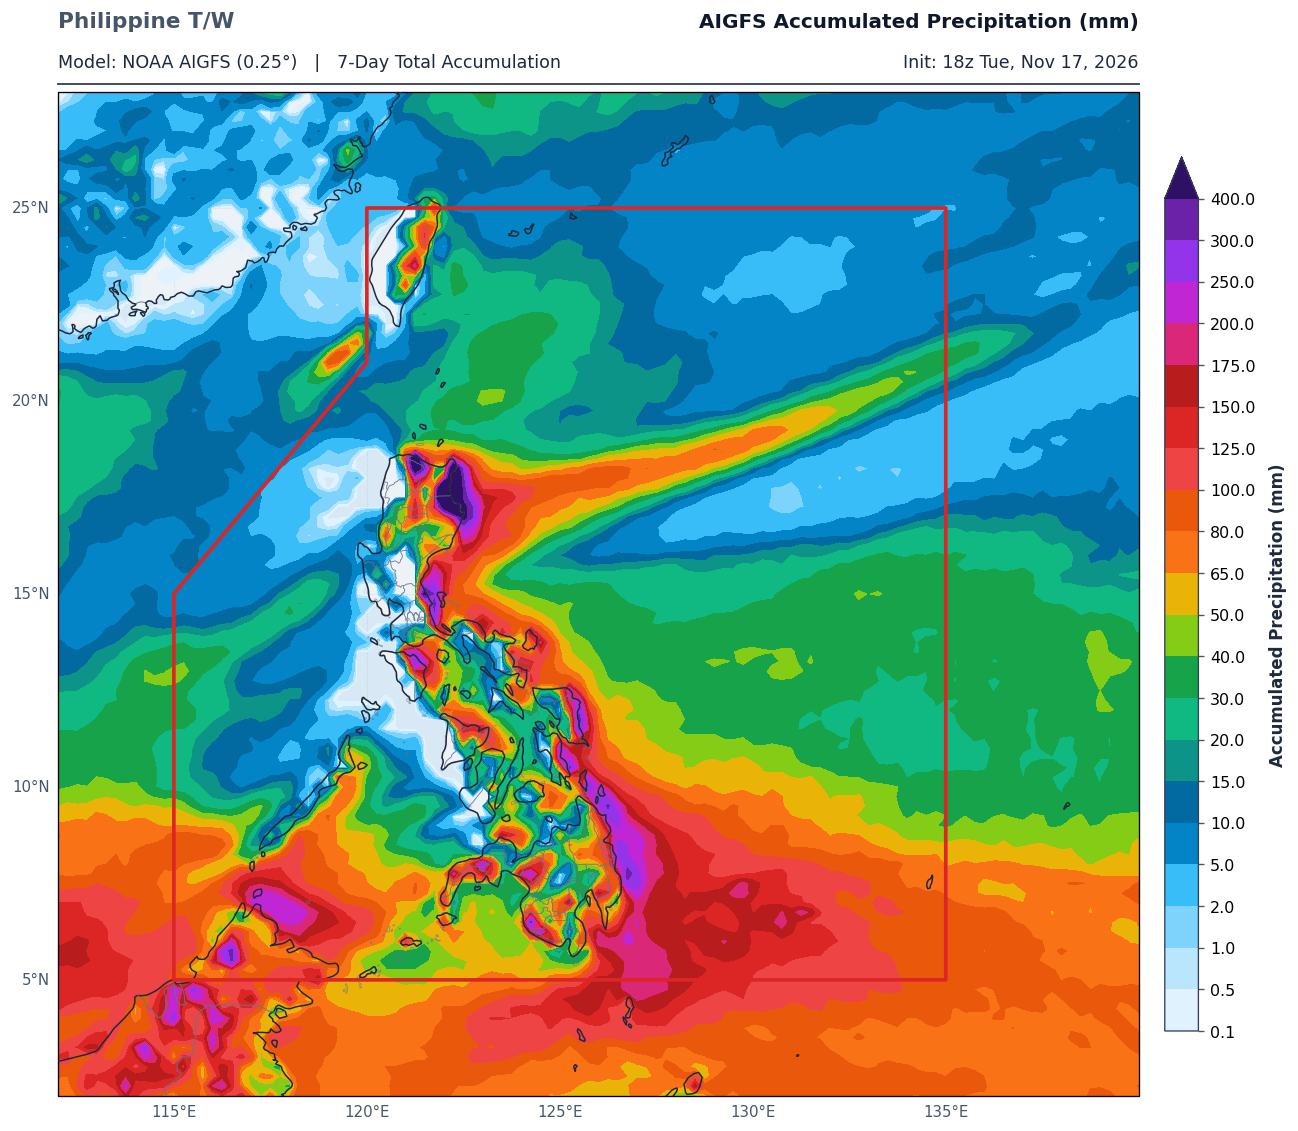 Philippine T/W
AIGFS Accumulated Precipitation (mm)
Model: NOAA AIGFS (0.25°)   |   7-Day Total Accumulation
Init: 18z Tue, Nov 17, 2026
25°N
20°N
15°N
10°N
5°N
115°E
120°E
125°E
130°E
135°E
400.0
300.0
250.0
200.0
175.0
150.0
125.0
100.0
80.0
65.0
50.0
40.0
30.0
20.0
15.0
10.0
5.0
2.0
1.0
0.5
0.1
Accumulated Precipitation (mm)